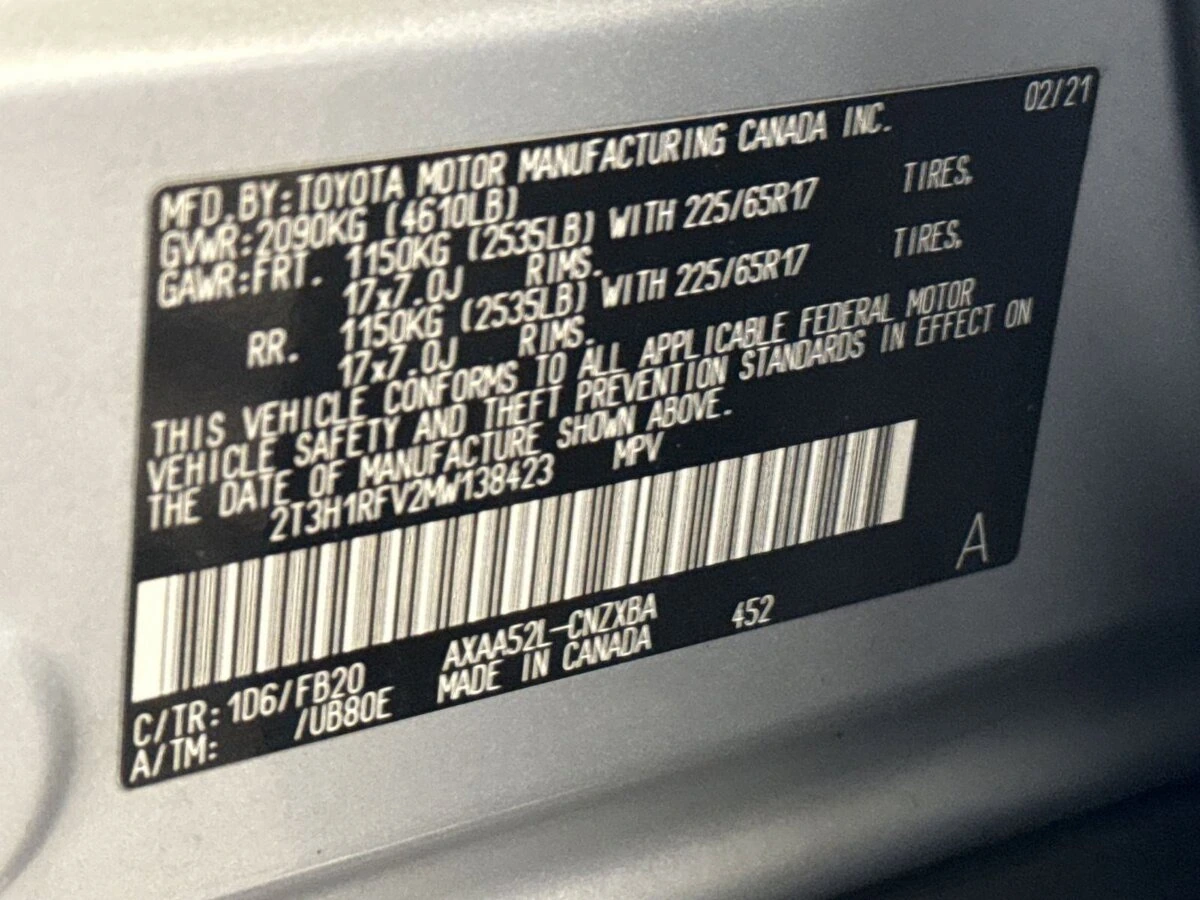 02/21
MFD.BY:TOYOTA MOTOR MANUFACTURING CANADA INC.
GVWR:2090KG (4610LB)
GAWR:FRT. 1150KG (2535LB) WITH 225/65R17 TIRES,
17x7.0J RIMS.
RR. 1150KG (2535LB) WITH 225/65R17 TIRES,
17x7.0J RIMS.
THIS VEHICLE CONFORMS TO ALL APPLICABLE FEDERAL MOTOR
VEHICLE SAFETY AND THEFT PREVENTION STANDARDS IN EFFECT ON
THE DATE OF MANUFACTURE SHOWN ABOVE.
2T3H1RFV2MW138423 MPV
A
C/TR: 1D6/FB20 AXAA52L-CNZXBA 452
A/TM: /UB80E MADE IN CANADA